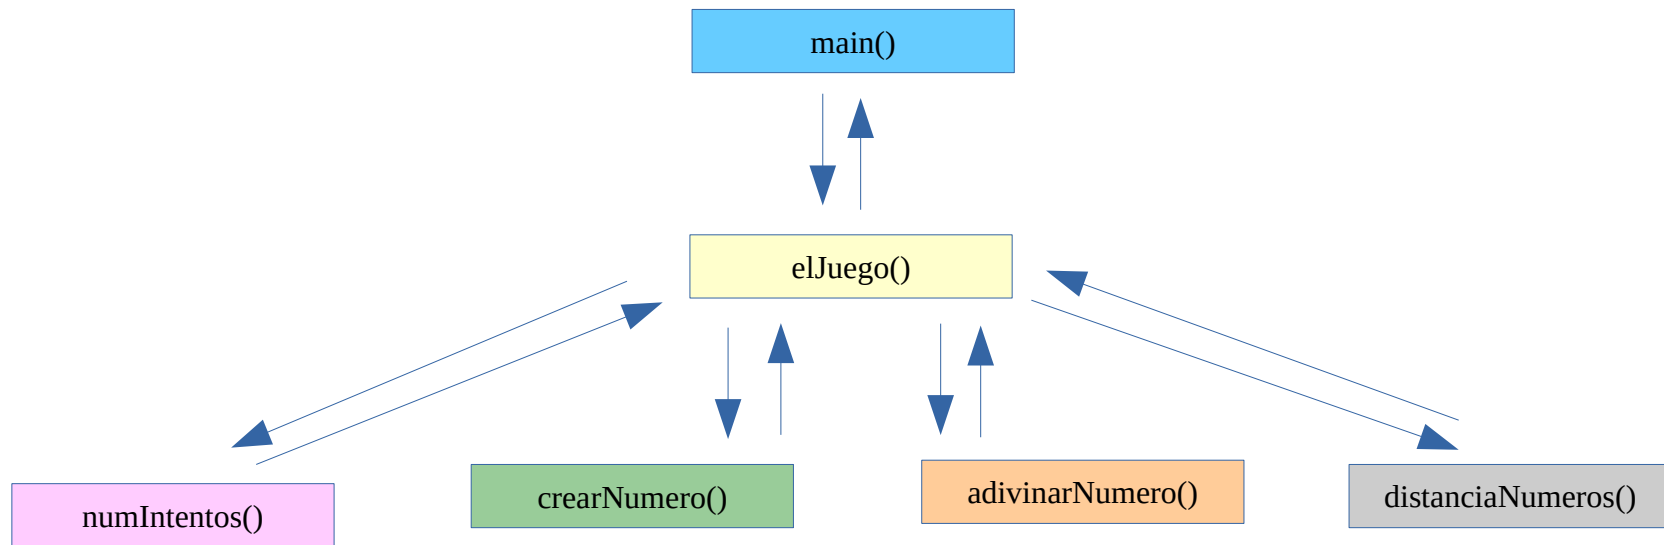 main()
elJuego()
numIntentos()
crearNumero()
adivinarNumero()
distanciaNumeros()